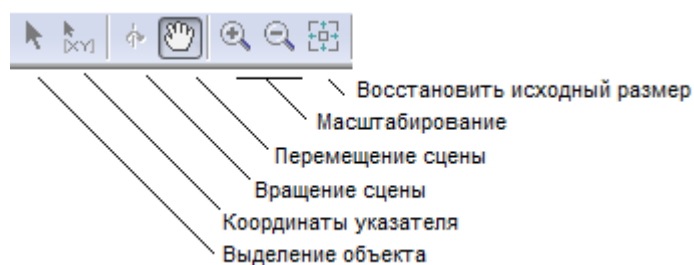 [XY]
Восстановить исходный размер
Масштабирование
Перемещение сцены
Вращение сцены
Координаты указателя
Выделение объекта